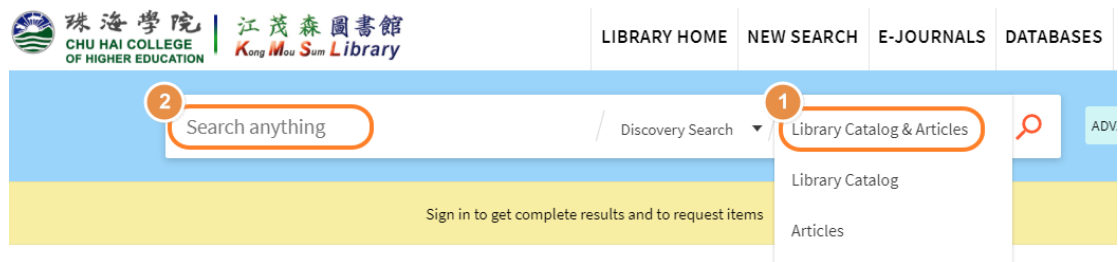 珠海學院
CHU HAI COLLEGE
OF HIGHER EDUCATION
江茂森圖書館
Kong Mou Sum Library
LIBRARY HOME NEW SEARCH E-JOURNALS DATABASES
2
1
Search anything Discovery Search Library Catalog & Articles ADV
Library Catalog
Sign in to get complete results and to request items
Articles